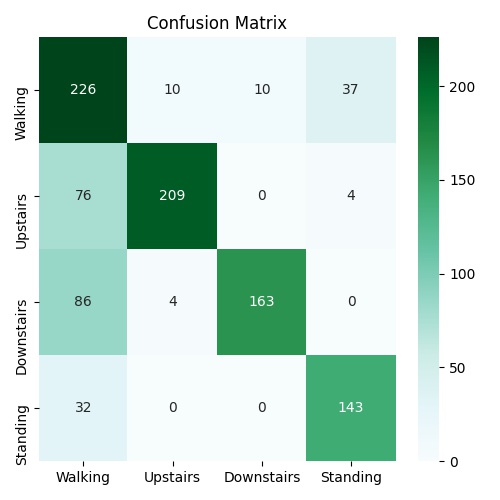 Confusion Matrix
Walking 226 10 10 37
Upstairs 76 209 0 4
Downstairs 86 4 163 0
Standing 32 0 0 143
Walking Upstairs Downstairs Standing
200
150
100
50
0